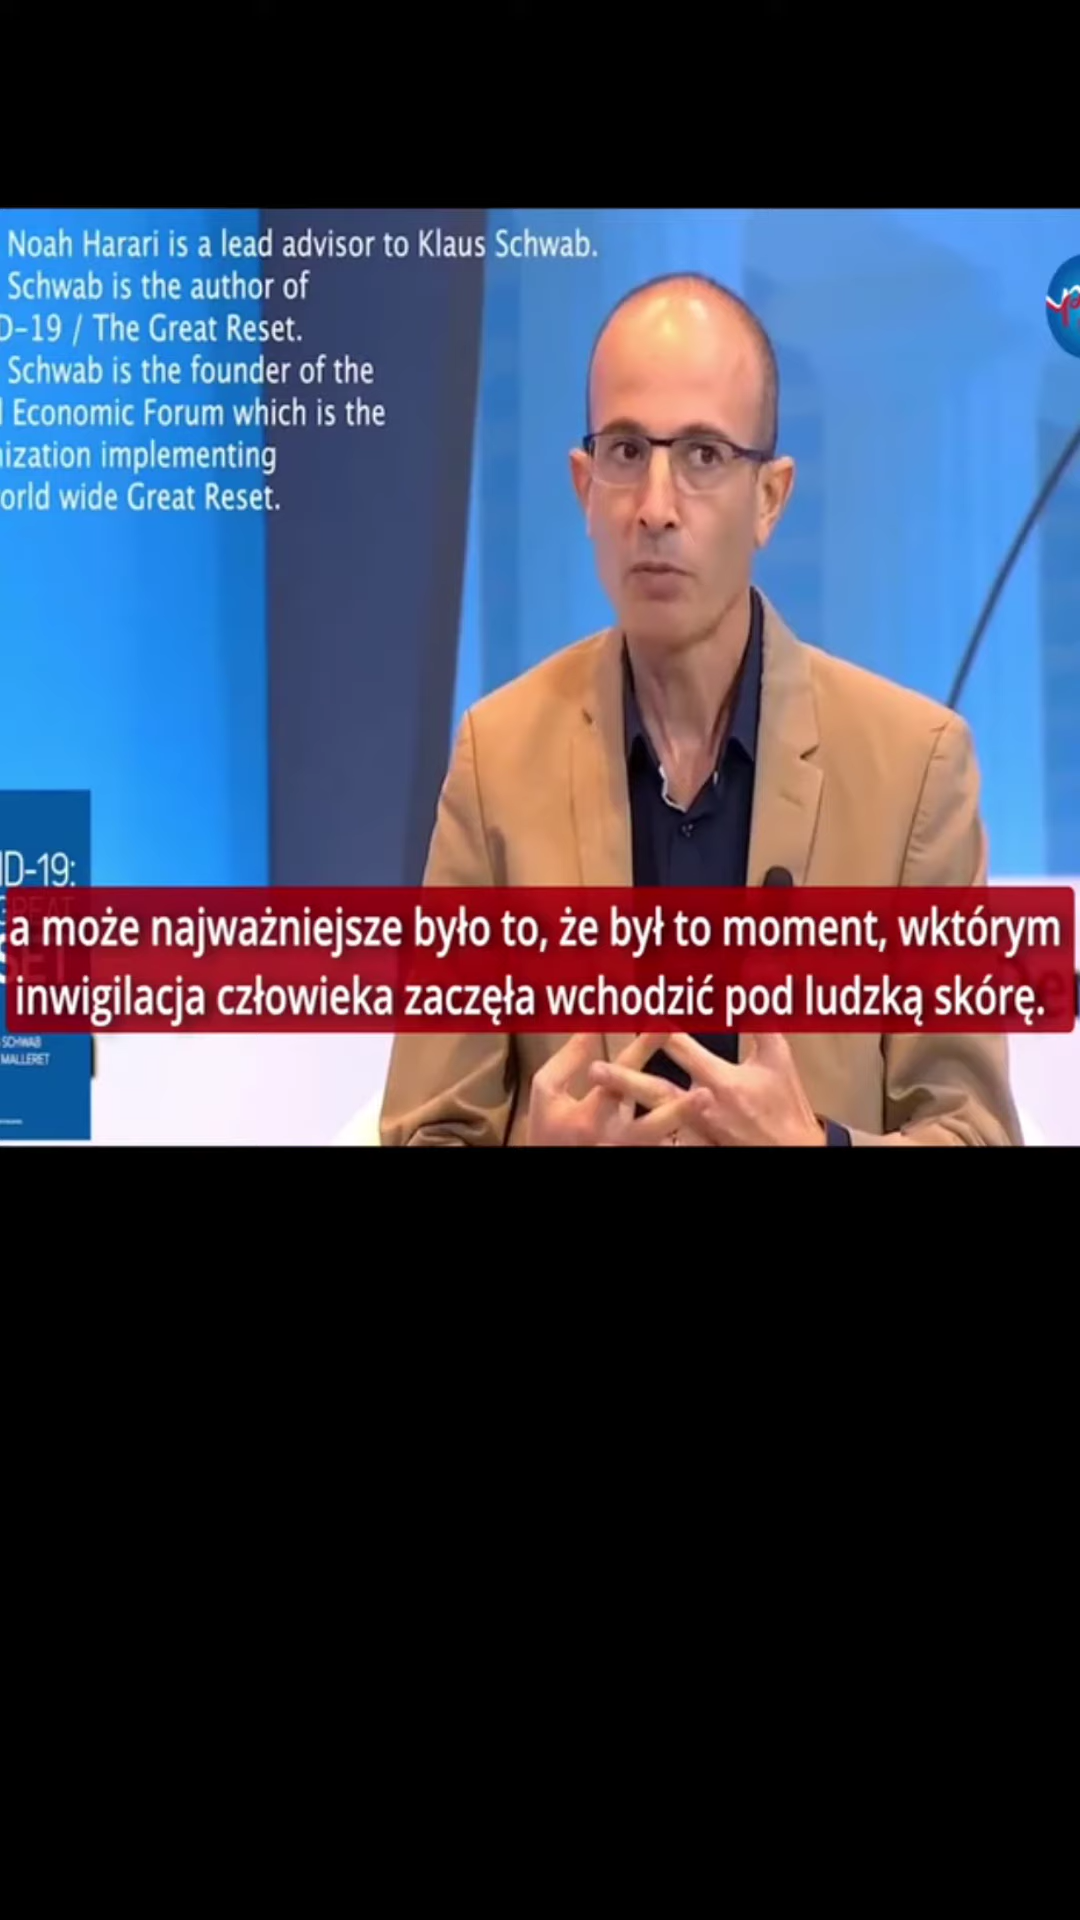 Noah Harari is a lead advisor to Klaus Schwab.
Schwab is the author of
D-19 / The Great Reset.
Schwab is the founder of the
Economic Forum which is the
nization implementing
orld wide Great Reset.
ID-19:
a może najważniejsze było to, że był to moment, wktórym
inwigilacja człowieka zaczęła wchodzić pod ludzką skórę.
SCHWAB
MALLERET